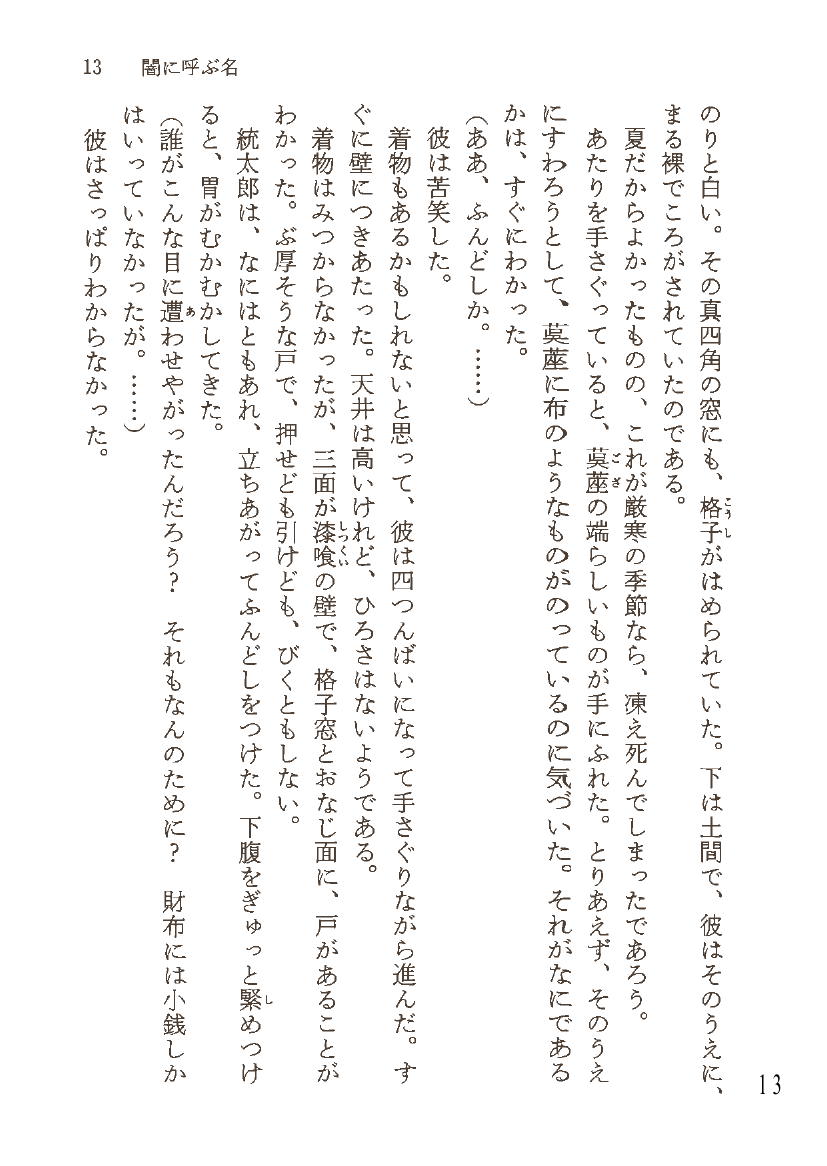 13　闇に呼ぶ名
のりと白い。その真四角の窓にも、格子がはめられていた。下は土間で、彼はそのうえに、
まる裸でころがされていたのである。
夏だからよかったものの、これが厳寒の季節なら、凍え死んでしまったであろう。
あたりを手さぐっていると、茣蓙の端らしいものが手にふれた。とりあえず、そのうえ
にすわろうとして、茣蓙に布のようなものがのっているのに気づいた。それがなにである
かは、すぐにわかった。
（ああ、ふんどしか。……）
彼は苦笑した。
着物もあるかもしれないと思って、彼は四つんばいになって手さぐりながら進んだ。す
ぐに壁につきあたった。天井は高いけれど、ひろさはないようである。
着物はみつからなかったが、三面が漆喰の壁で、格子窓とおなじ面に、戸があることが
わかった。ぶ厚そうな戸で、押せども引けども、びくともしない。
統太郎は、なにはともあれ、立ちあがってふんどしをつけた。下腹をぎゅっと緊めつけ
ると、胃がむかむかしてきた。
（誰がこんな目に遭わせやがったんだろう？　それもなんのために？　財布には小銭しか
はいっていなかったが。……）
彼はさっぱりわからなかった。
13